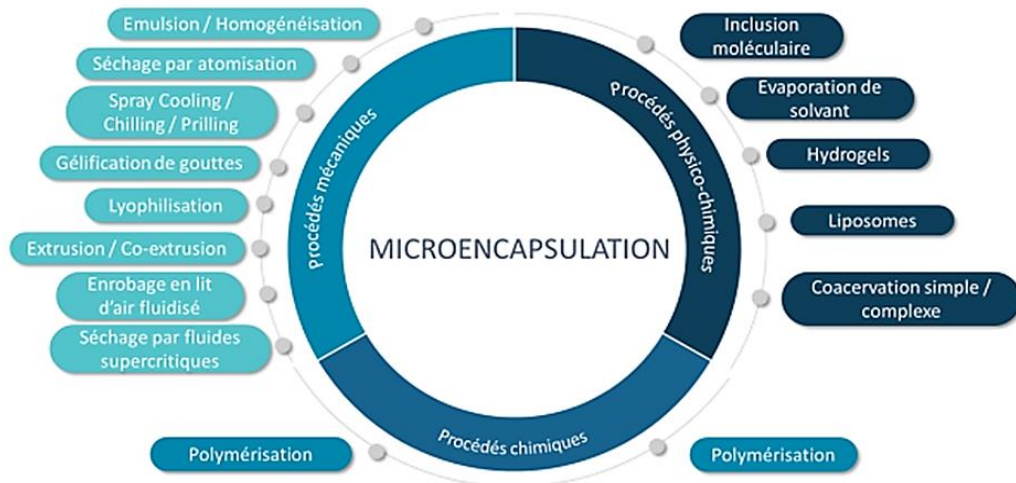 Emulsion / Homogénéisation
Séchage par atomisation
Spray Cooling /
Chilling / Prilling
Gélification de gouttes
Lyophilisation
Extrusion / Co-extrusion
Enrobage en lit
d'air fluidisé
Séchage par fluides
supercritiques
Polymérisation
Procédés mécaniques
MICROENCAPSULATION
Procédés physico-chimiques
Procédés chimiques
Inclusion
moléculaire
Evaporation de
solvant
Hydrogels
Liposomes
Coacervation simple /
complexe
Polymérisation